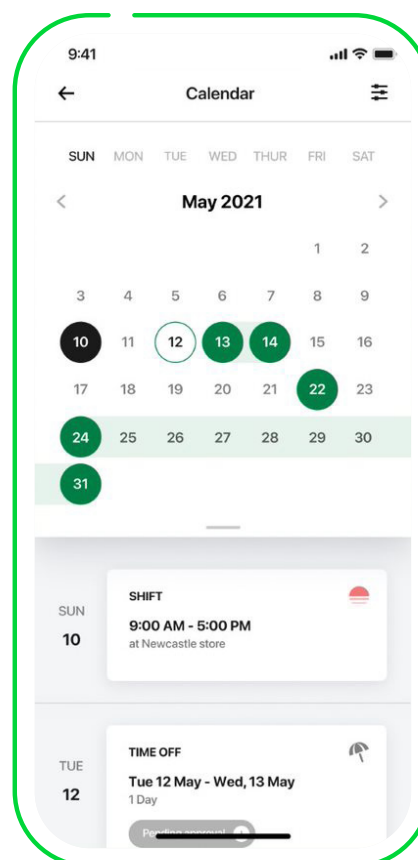 9:41
Calendar
SUN MON TUE WED THUR FRI SAT
< May 2021 >
1 2
3 4 5 6 7 8 9
10 11 12 13 14 15 16
17 18 19 20 21 22 23
24 25 26 27 28 29 30
31
SHIFT
SUN
9:00 AM - 5:00 PM
10
at Newcastle store
TIME OFF
TUE
Tue 12 May - Wed, 13 May
12
1 Day
Pending approval